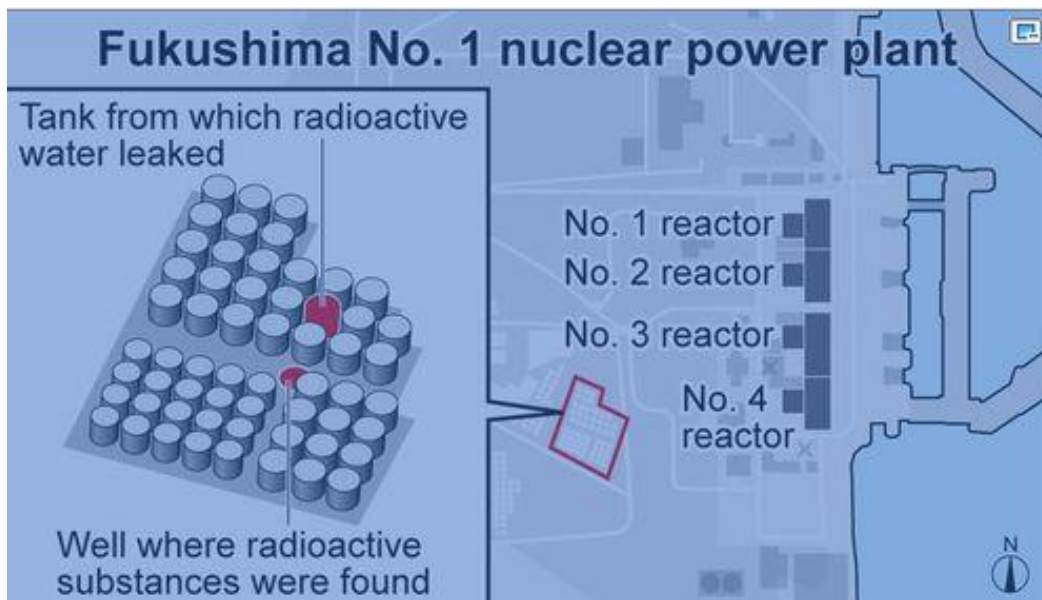 Fukushima No. 1 nuclear power plant
Tank from which radioactive
water leaked
No. 1 reactor
No. 2 reactor
No. 3 reactor
No. 4
reactor
Well where radioactive
substances were found
N